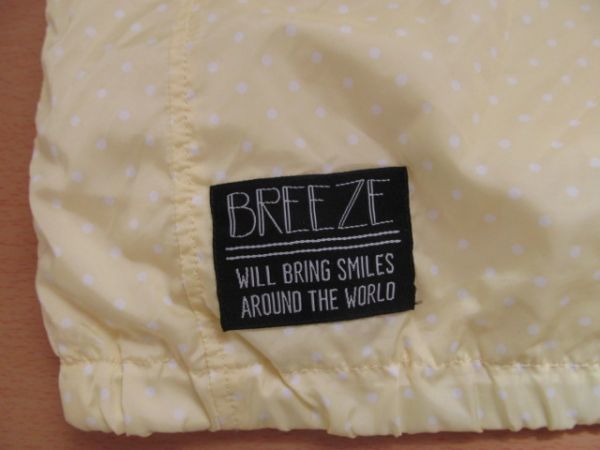 BREEZE
WILL BRING SMILES
AROUND THE WORLD